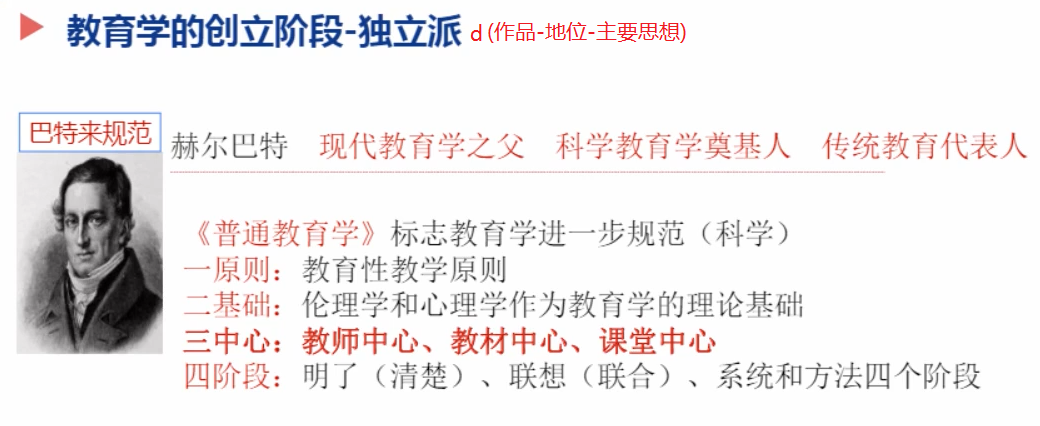 教育学的创立阶段-独立派 d (作品-地位-主要思想)
巴特来规范
赫尔巴特 现代教育学之父 科学教育学奠基人 传统教育代表人
《普通教育学》标志教育学进一步规范（科学）
一原则：教育性教学原则
二基础：伦理学和心理学作为教育学的理论基础
三中心：教师中心、教材中心、课堂中心
四阶段：明了（清楚）、联想（联合）、系统和方法四个阶段